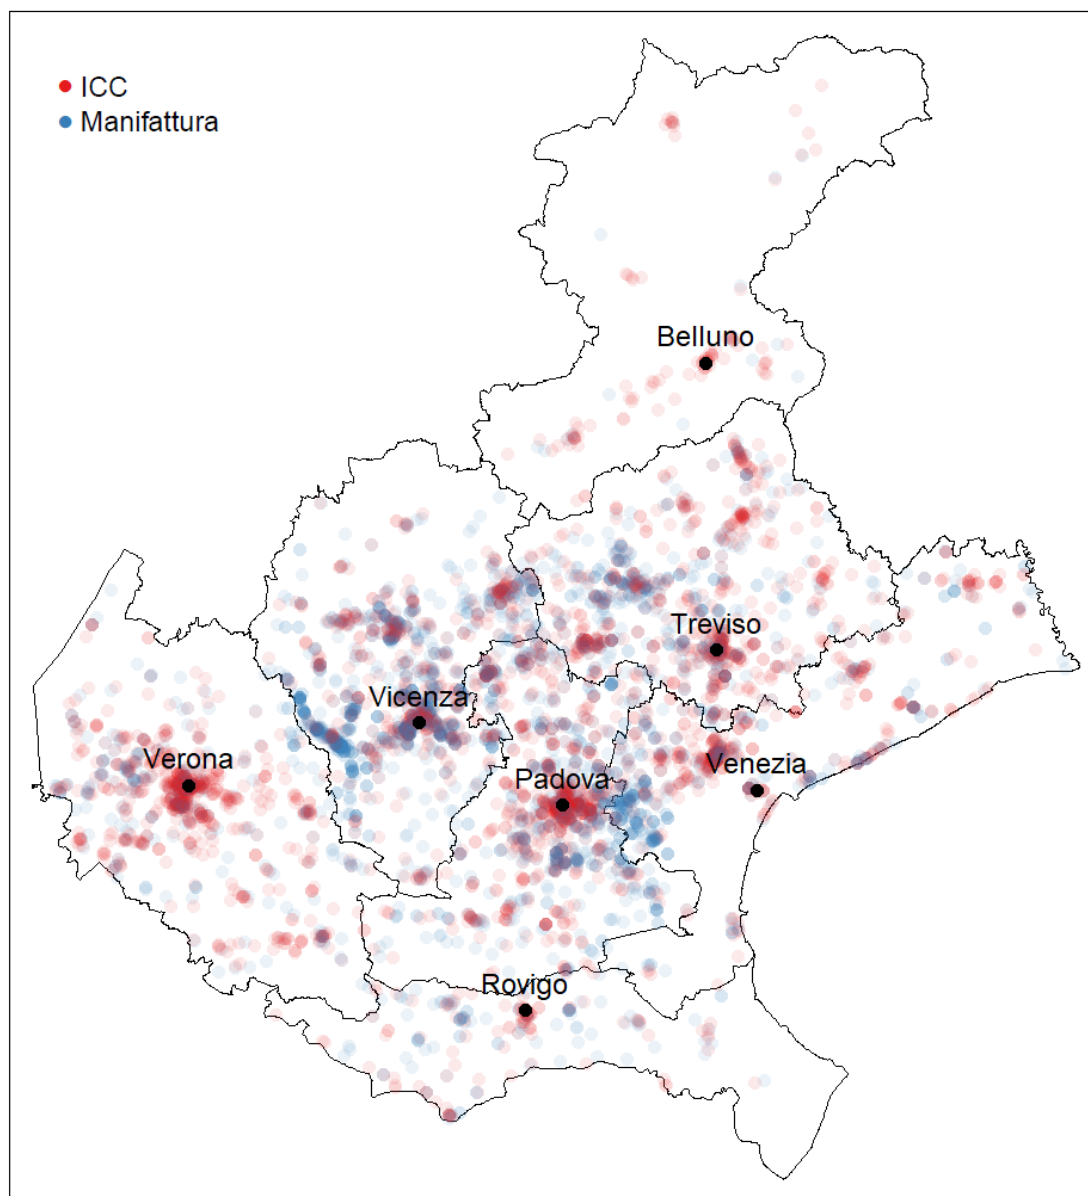 ICC
Manifattura
Belluno
Treviso
Vicenza
Verona
Padova
Venezia
Rovigo